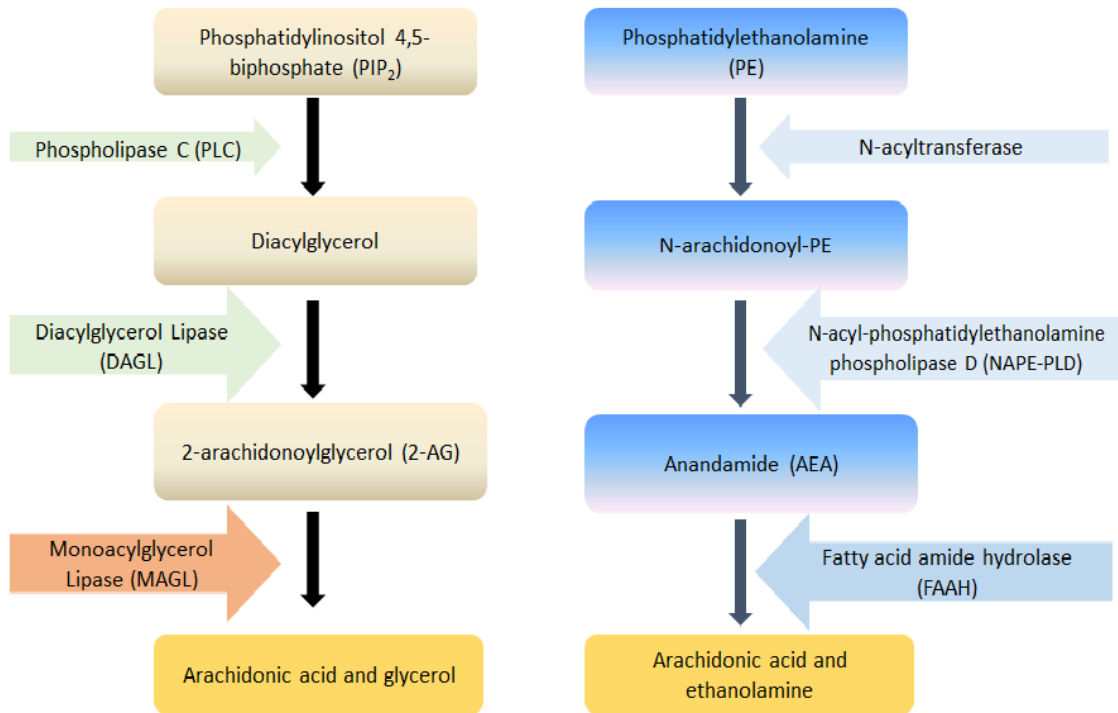 Phosphatidylinositol 4,5-
biphosphate (PIP₂)
Phospholipase C (PLC)
Diacylglycerol
Diacylglycerol Lipase
(DAGL)
2-arachidonoylglycerol (2-AG)
Monoacylglycerol
Lipase (MAGL)
Arachidonic acid and glycerol
Phosphatidylethanolamine
(PE)
N-acyltransferase
N-arachidonoyl-PE
N-acyl-phosphatidylethanolamine
phospholipase D (NAPE-PLD)
Anandamide (AEA)
Fatty acid amide hydrolase
(FAAH)
Arachidonic acid and
ethanolamine